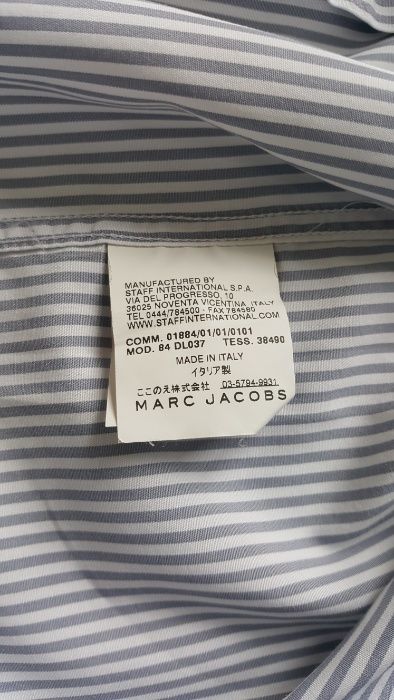 MANUFACTURED BY
STAFF INTERNATIONAL S.P.A.
VIA DEL PROGRESSO, 10
36025 NOVENTA VICENTINA, ITALY
TEL 0444/784500 - FAX 784580
WWW.STAFFINTERNATIONAL.COM
COMM. 01884/01/01/0101
MOD. 84 DL037 TESS. 38490
MADE IN ITALY
イタリア製
ここのえ株式会社 03-5794-9931
MARC JACOBS